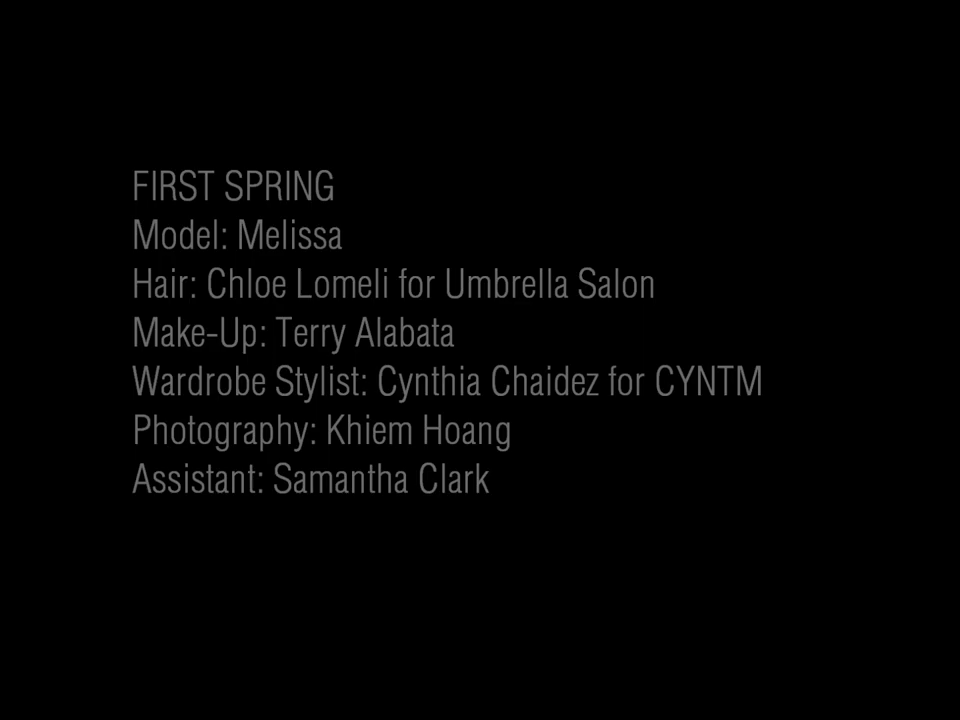 FIRST SPRING
Model: Melissa
Hair: Chloe Lomeli for Umbrella Salon
Make-Up: Terry Alabata
Wardrobe Stylist: Cynthia Chaidez for CYNTM
Photography: Khiem Hoang
Assistant: Samantha Clark